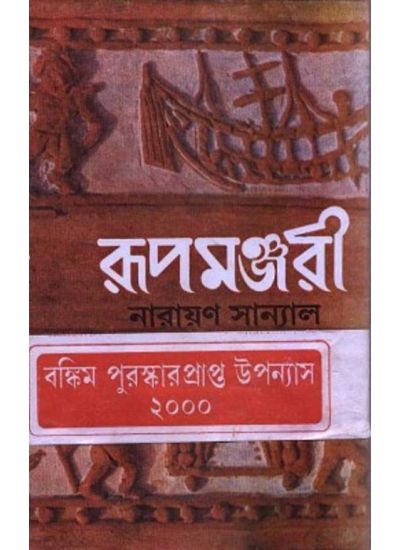 রূপমঞ্জরী
নারায়ণ সান্যাল
বঙ্কিম পুরস্কারপ্রাপ্ত উপন্যাস
২০০০